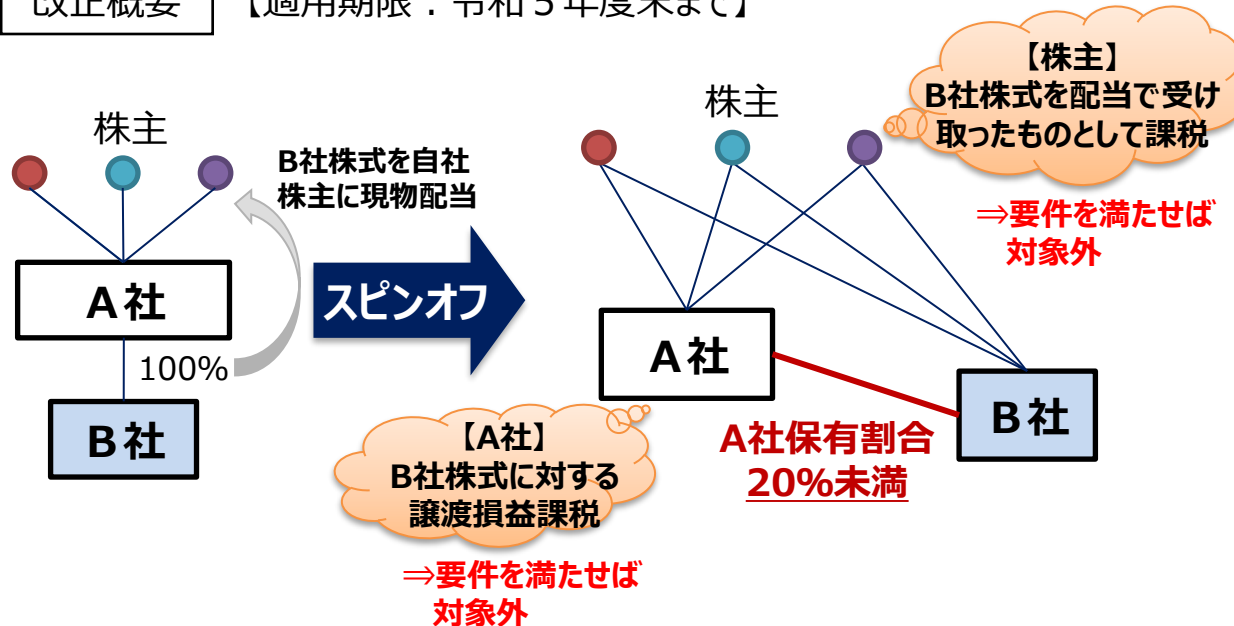 改正概要 【適用期限：令和５年度末まで】
株主
B社株式を自社
株主に現物配当
A社
100%
B社
スピンオフ
株主
【株主】
B社株式を配当で受け
取ったものとして課税
⇒要件を満たせば
対象外
A社
B社
A社保有割合
20%未満
【A社】
B社株式に対する
譲渡損益課税
⇒要件を満たせば
対象外